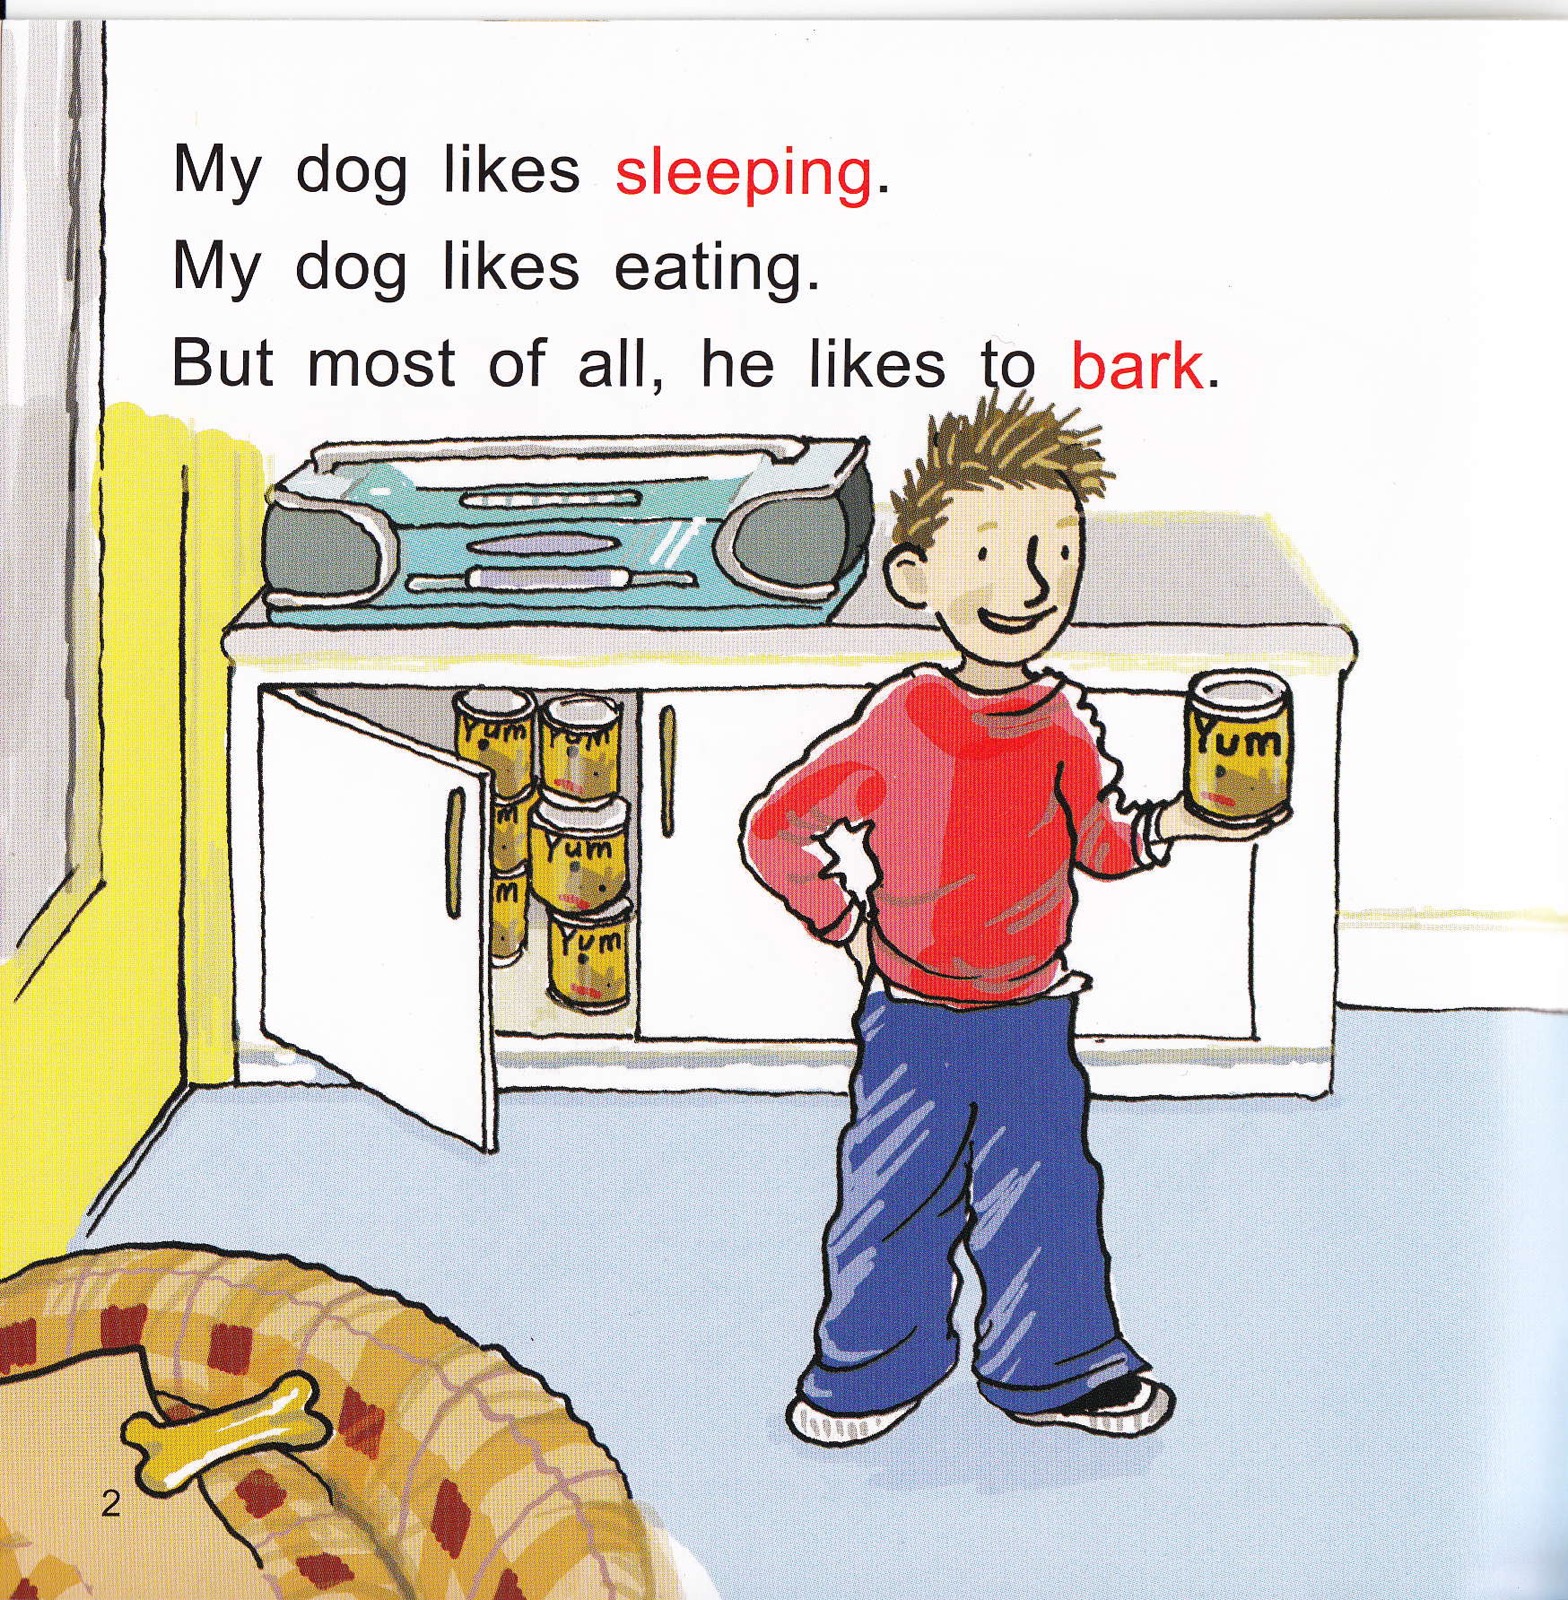 My dog likes sleeping.
My dog likes eating.
But most of all, he likes to bark.
Yum
Yum
m
Yum
m
Yum
Yum
2